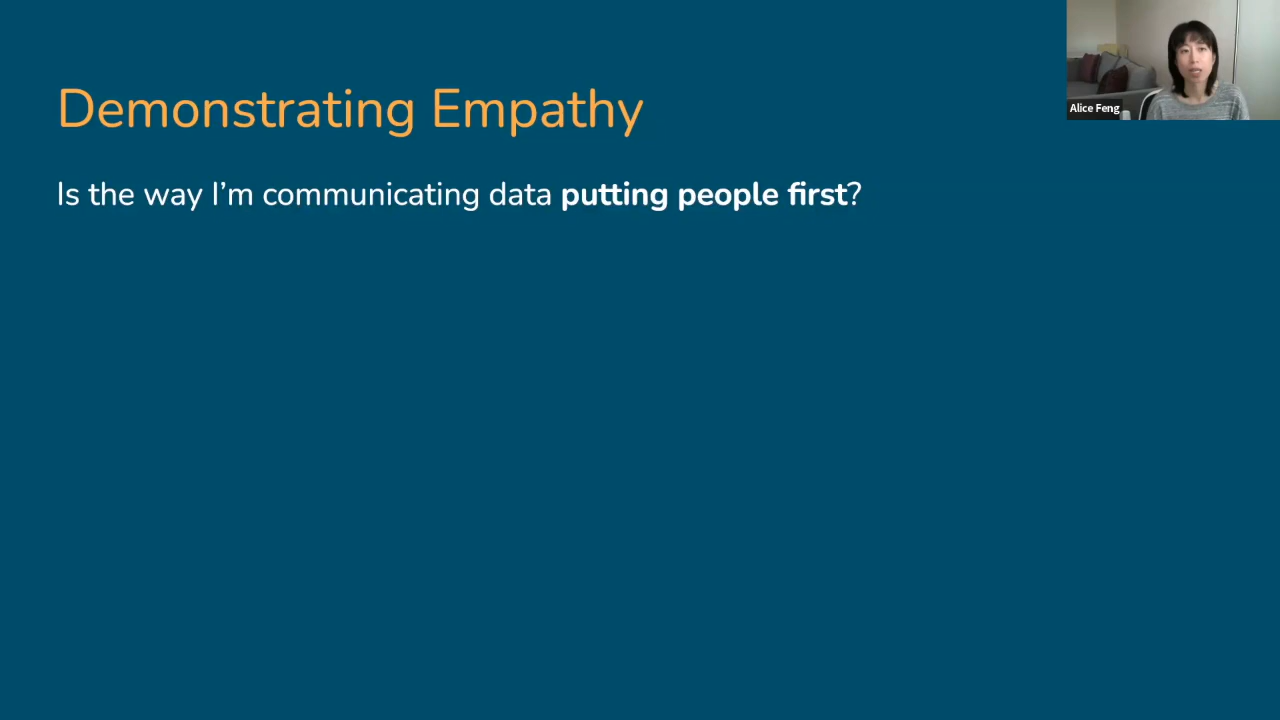 Demonstrating Empathy
Is the way I'm communicating data putting people first?
Alice Feng